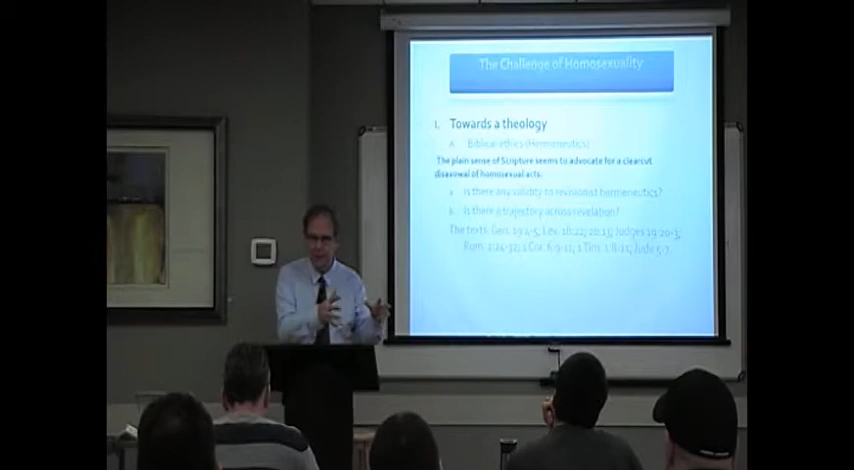 The Challenge of Homosexuality
I. Towards a theology
A. Biblical ethics (Hermeneutics)
The plain sense of Scripture seems to advocate for a clearcut
disavowal of homosexual acts.
a. Is there any validity to revisionist hermeneutics?
b. Is there a trajectory across revelation?
The texts: Gen. 19:4-5; Lev. 18:22; 20:13; Judges 19:20-3;
Rom. 1:24-32; 1 Cor. 6:9-11; 1 Tim. 1:8-11; Jude 5-7.